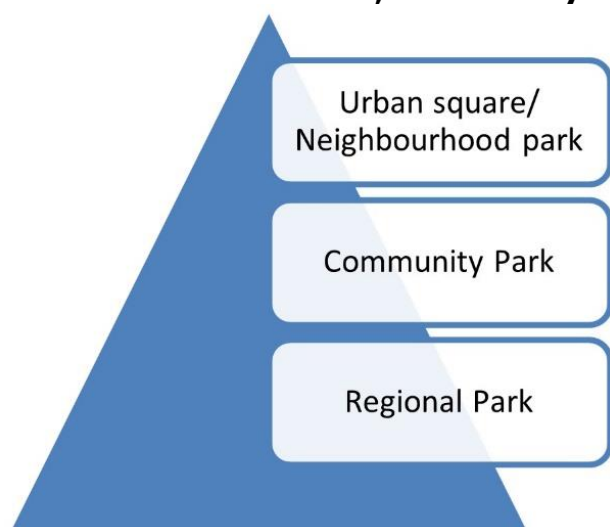 Urban square/
Neighbourhood park
Community Park
Regional Park